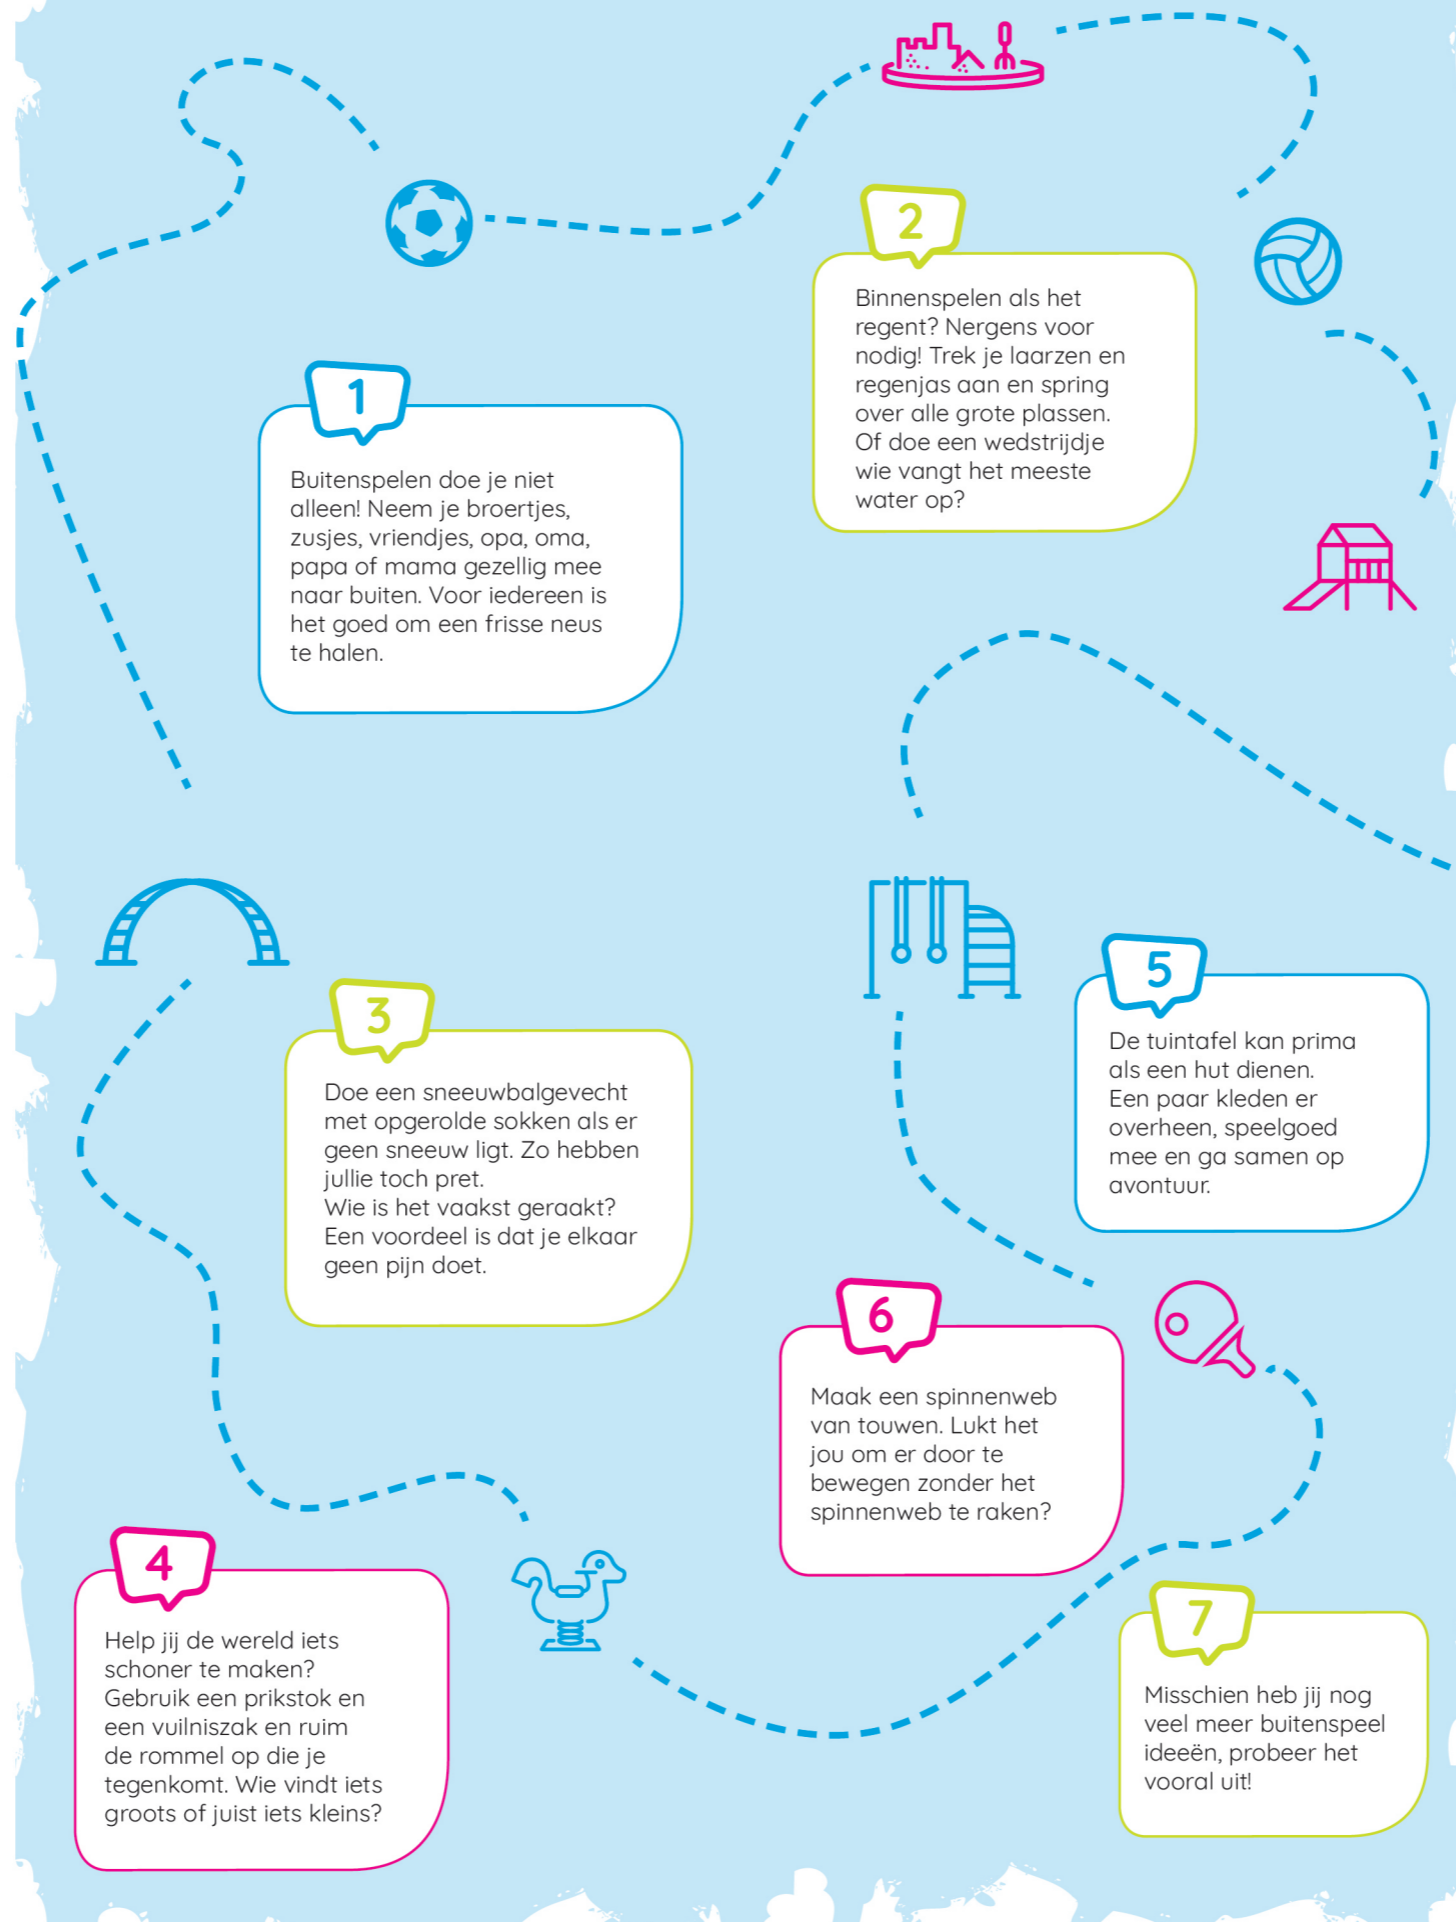 1
Buitenspelen doe je niet
alleen! Neem je broertjes,
zusjes, vriendjes, opa, oma,
papa of mama gezellig mee
naar buiten. Voor iedereen is
het goed om een frisse neus
te halen.
2
Binnenspelen als het
regent? Nergens voor
nodig! Trek je laarzen en
regenjas aan en spring
over alle grote plassen.
Of doe een wedstrijdje
wie vangt het meeste
water op?
3
Doe een sneeuwbalgevecht
met opgerolde sokken als er
geen sneeuw ligt. Zo hebben
jullie toch pret.
Wie is het vaakst geraakt?
Een voordeel is dat je elkaar
geen pijn doet.
4
Help jij de wereld iets
schoner te maken?
Gebruik een prikstok en
een vuilniszak en ruim
de rommel op die je
tegenkomt. Wie vindt iets
groots of juist iets kleins?
5
De tuintafel kan prima
als een hut dienen.
Een paar kleden er
overheen, speelgoed
mee en ga samen op
avontuur.
6
Maak een spinnenweb
van touwen. Lukt het
jou om er door te
bewegen zonder het
spinnenweb te raken?
7
Misschien heb jij nog
veel meer buitenspeel
ideeën, probeer het
vooral uit!